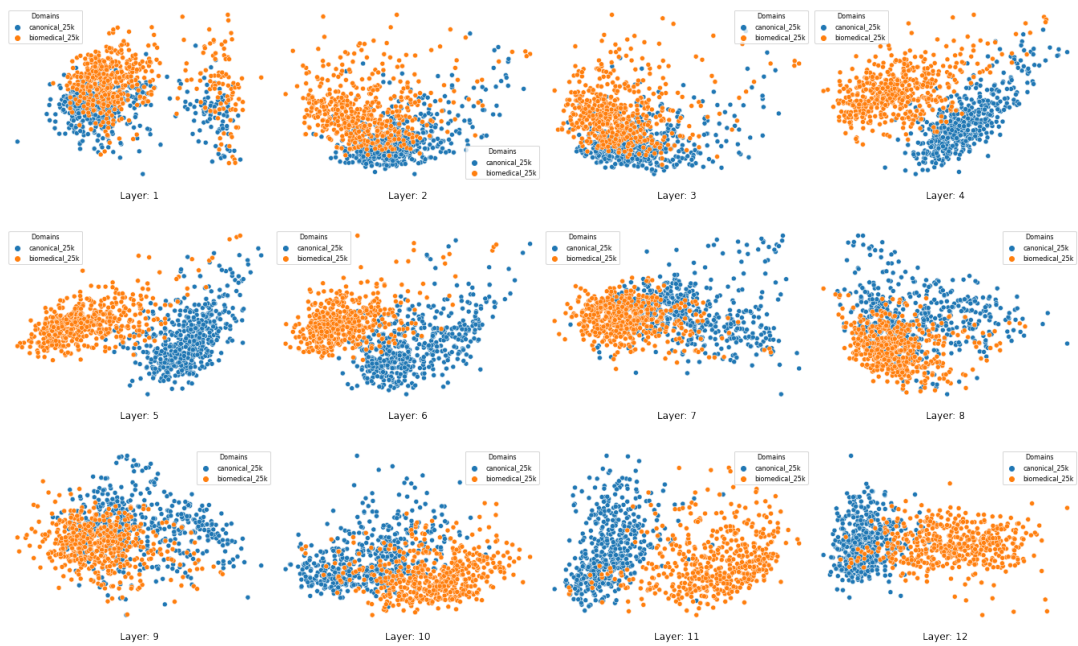 Domains
canonical_25k
biomedical_25k
Layer: 1
Domains
canonical_25k
biomedical_25k
Layer: 2
Domains
canonical_25k
biomedical_25k
Layer: 3
Domains
canonical_25k
biomedical_25k
Layer: 4
Domains
canonical_25k
biomedical_25k
Layer: 5
Domains
canonical_25k
biomedical_25k
Layer: 6
Domains
canonical_25k
biomedical_25k
Layer: 7
Domains
canonical_25k
biomedical_25k
Layer: 8
Domains
canonical_25k
biomedical_25k
Layer: 9
Domains
canonical_25k
biomedical_25k
Layer: 10
Domains
canonical_25k
biomedical_25k
Layer: 11
Domains
canonical_25k
biomedical_25k
Layer: 12